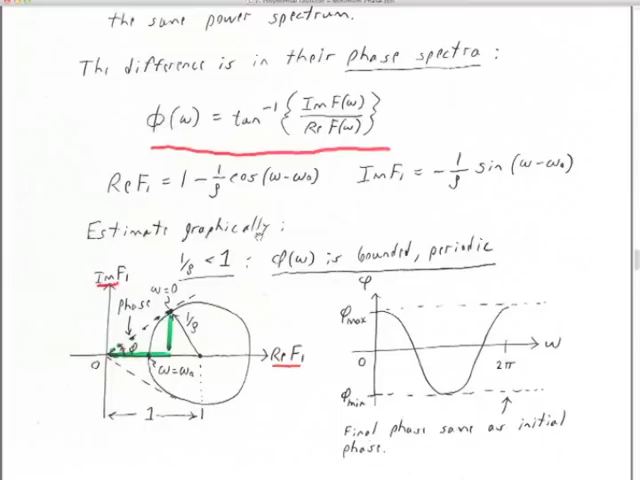 the same power spectrum.
The difference is in their phase spectra :
φ(ω) = tan⁻¹ { Im F(ω) / Re F(ω) }
Re F₁ = 1 - 1/ρ cos(ω-ω₀)    Im F₁ = - 1/ρ sin(ω-ω₀)
Estimate graphically :
1/ρ < 1 : φ(ω) is bounded, periodic
Im F₁
ω=0
phase
1/ρ
φ
0
ω=ω₀
Re F₁
1
φ
φmax
0
ω
2π
φmin
Final phase same as initial
phase.